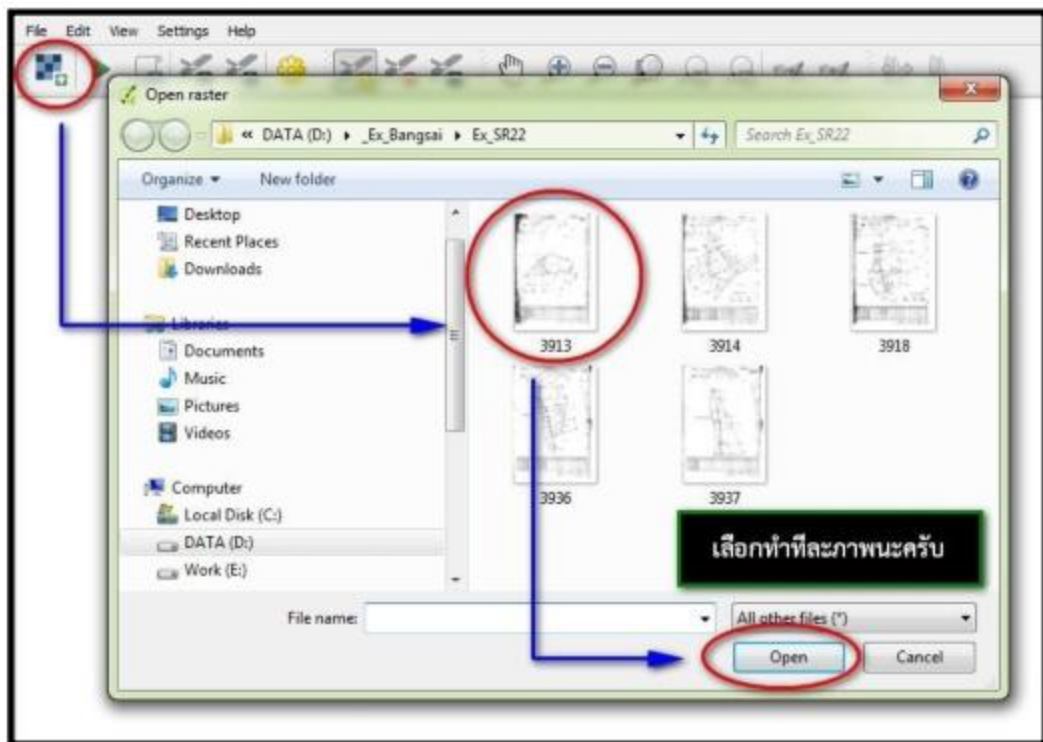 File Edit View Settings Help
Open raster
« DATA (D:) ▸ _Ex_Bangsai ▸ Ex_SR22
Search Ex_SR22
Organize New folder
Desktop
Recent Places
Downloads
Libraries
Documents
Music
Pictures
Videos
Computer
Local Disk (C:)
DATA (D:)
Work (E:)
3913 3914 3918
3936 3937
เลือกทำทีละภาพนะครับ
File name: All other files (*)
Open Cancel